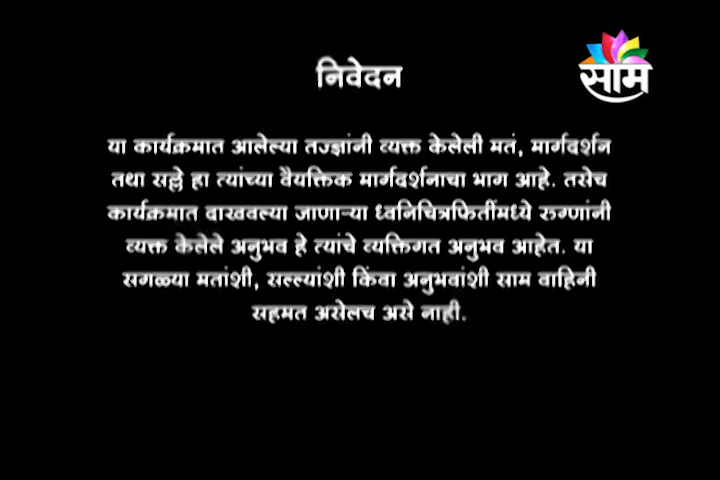 निवेदन
साम
या कार्यक्रमात आलेल्या तज्ज्ञांनी व्यक्त केलेली मतं, मार्गदर्शन
तथा सल्ले हा त्यांच्या वैयक्तिक मार्गदर्शनाचा भाग आहे. तसेच
कार्यक्रमात दाखवल्या जाणाऱ्या ध्वनिचित्रफितींमध्ये रुग्णांनी
व्यक्त केलेले अनुभव हे त्यांचे व्यक्तिगत अनुभव आहेत. या
सगळ्या मतांशी, सल्ल्यांशी किंवा अनुभवांशी साम वाहिनी
सहमत असेलच असे नाही.